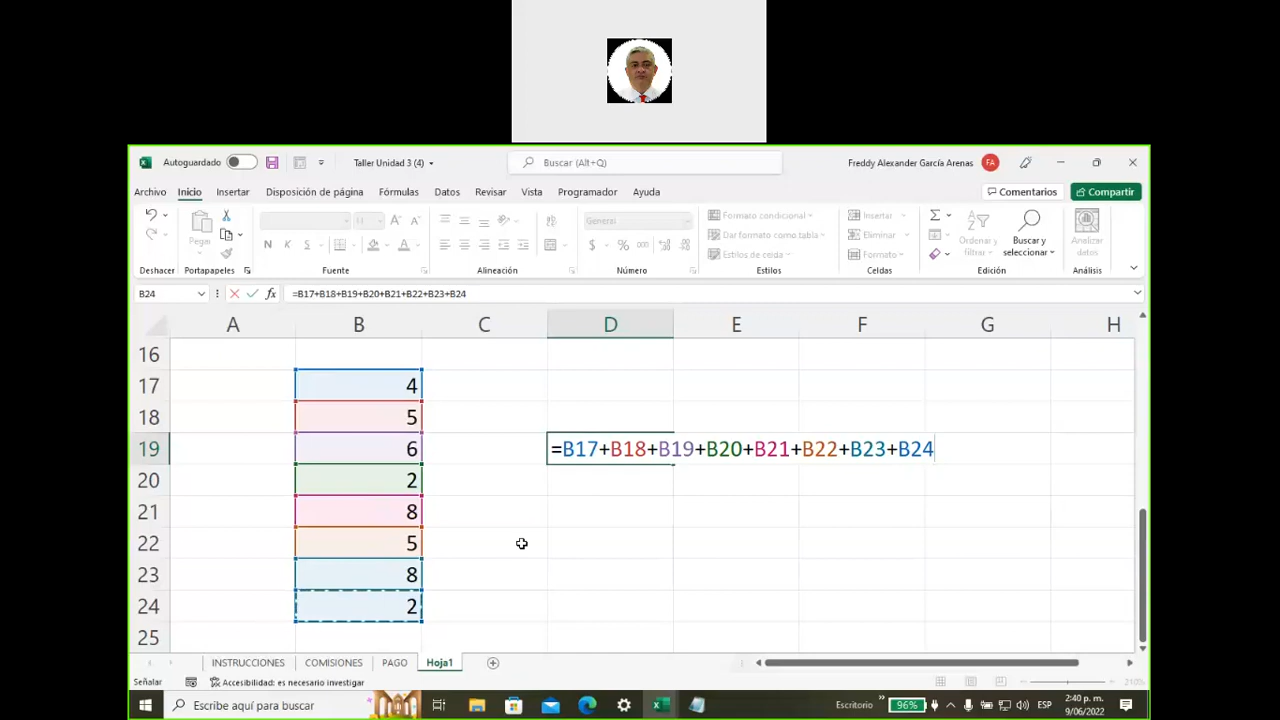 Autoguardado
Taller Unidad 3 (4)
Buscar (Alt+Q)
Freddy Alexander García Arenas
FA
Archivo Inicio Insertar Disposición de página Fórmulas Datos Revisar Vista Programador Ayuda
Comentarios
Compartir
Pegar
11
A A
General
Formato condicional
Dar formato como tabla
Estilos de celda
Insertar
Eliminar
Formato
Ordenar y filtrar
Buscar y seleccionar
Analizar datos
N K S
$ %
Deshacer Portapapeles Fuente Alineación Número Estilos Celdas Edición Análisis
B24
fx
=B17+B18+B19+B20+B21+B22+B23+B24
A B C D E F G H
16
17 4
18 5
19 6 =B17+B18+B19+B20+B21+B22+B23+B24
20 2
21 8
22 5
23 8
24 2
25
INSTRUCCIONES COMISIONES PAGO Hoja1
Señalar
Accesibilidad: es necesario investigar
Escribe aquí para buscar
Escritorio
96%
ESP
2:40 p. m.
9/06/2022